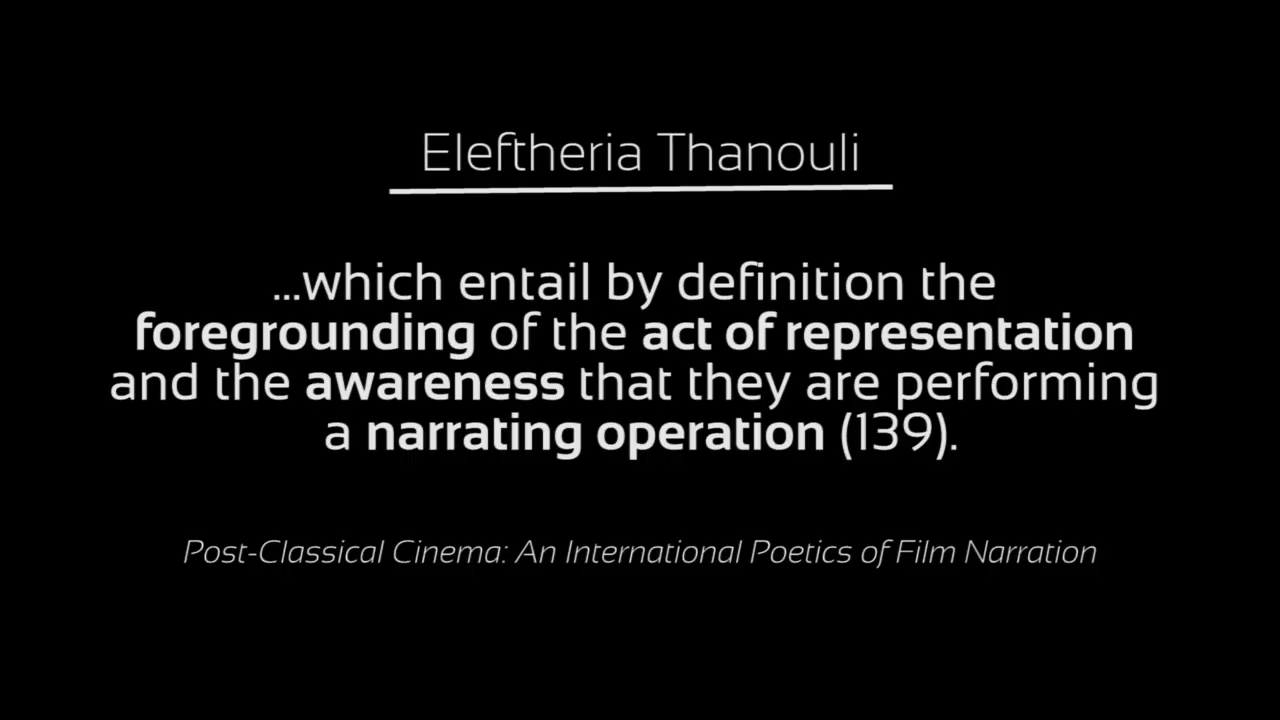 Eleftheria Thanouli
...which entail by definition the
foregrounding of the act of representation
and the awareness that they are performing
a narrating operation (139).
Post-Classical Cinema: An International Poetics of Film Narration